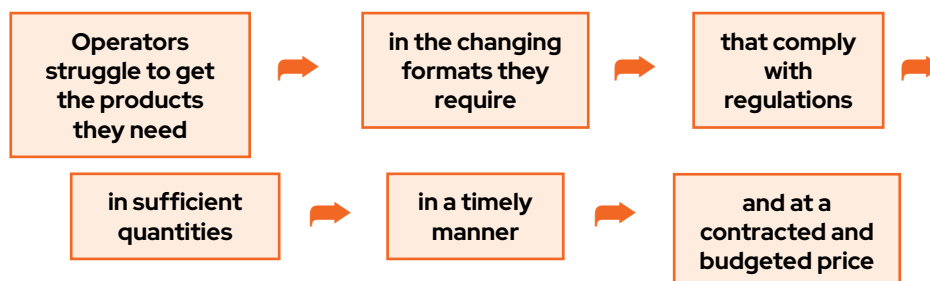 Operators
struggle to get
the products
they need
in the changing
formats they
require
that comply
with
regulations
in sufficient
quantities
in a timely
manner
and at a
contracted and
budgeted price